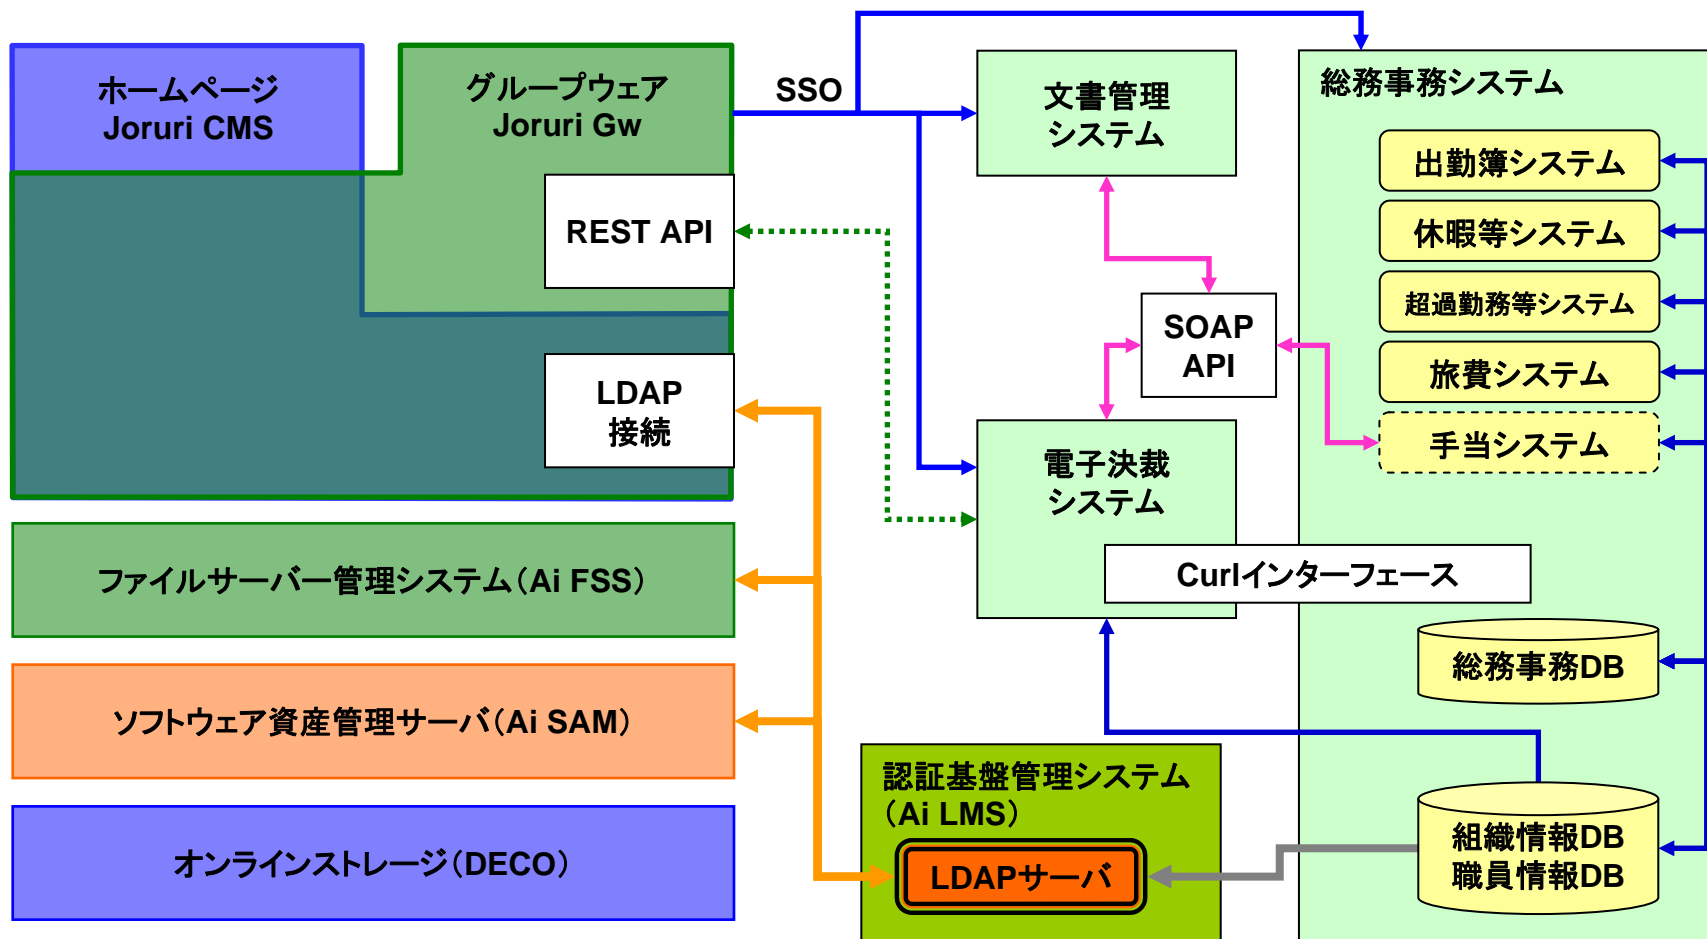 ホームページ
Joruri CMS
グループウェア
Joruri Gw
SSO
文書管理
システム
総務事務システム
出勤簿システム
休暇等システム
超過勤務等システム
旅費システム
手当システム
REST API
SOAP
API
LDAP
接続
電子決裁
システム
Curlインターフェース
ファイルサーバー管理システム(Ai FSS)
総務事務DB
ソフトウェア資産管理サーバ(Ai SAM)
認証基盤管理システム
(Ai LMS)
LDAPサーバ
組織情報DB
職員情報DB
オンラインストレージ(DECO)